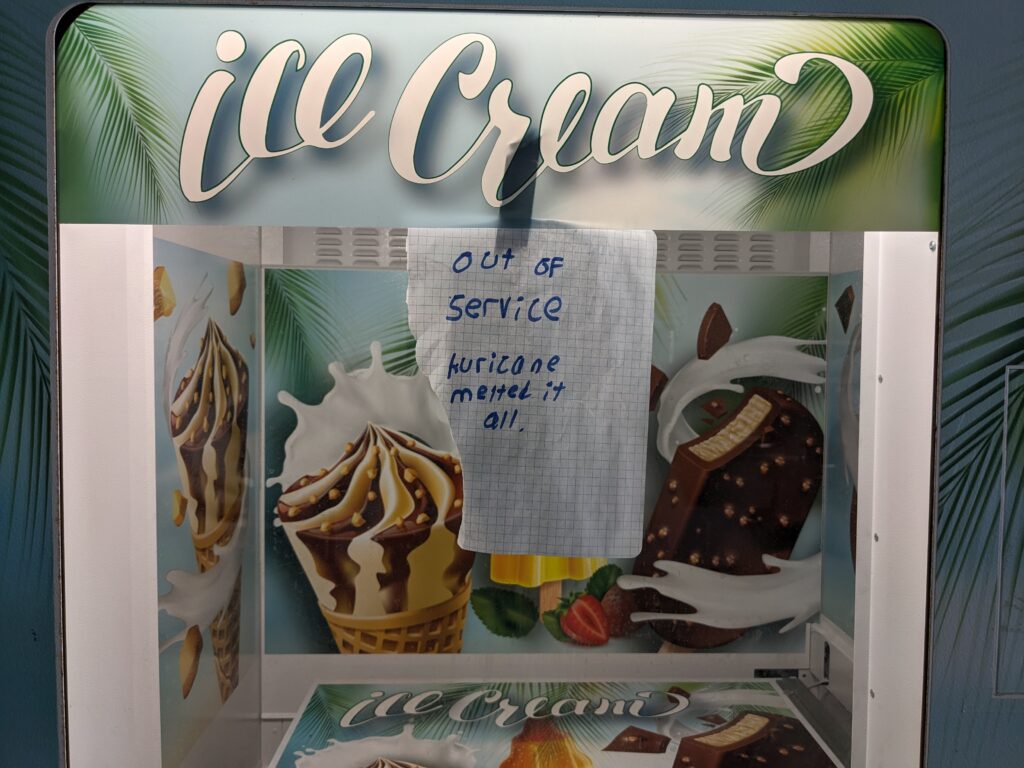 ice Cream
out of
service
huricane
melted it
all.
ice Cream